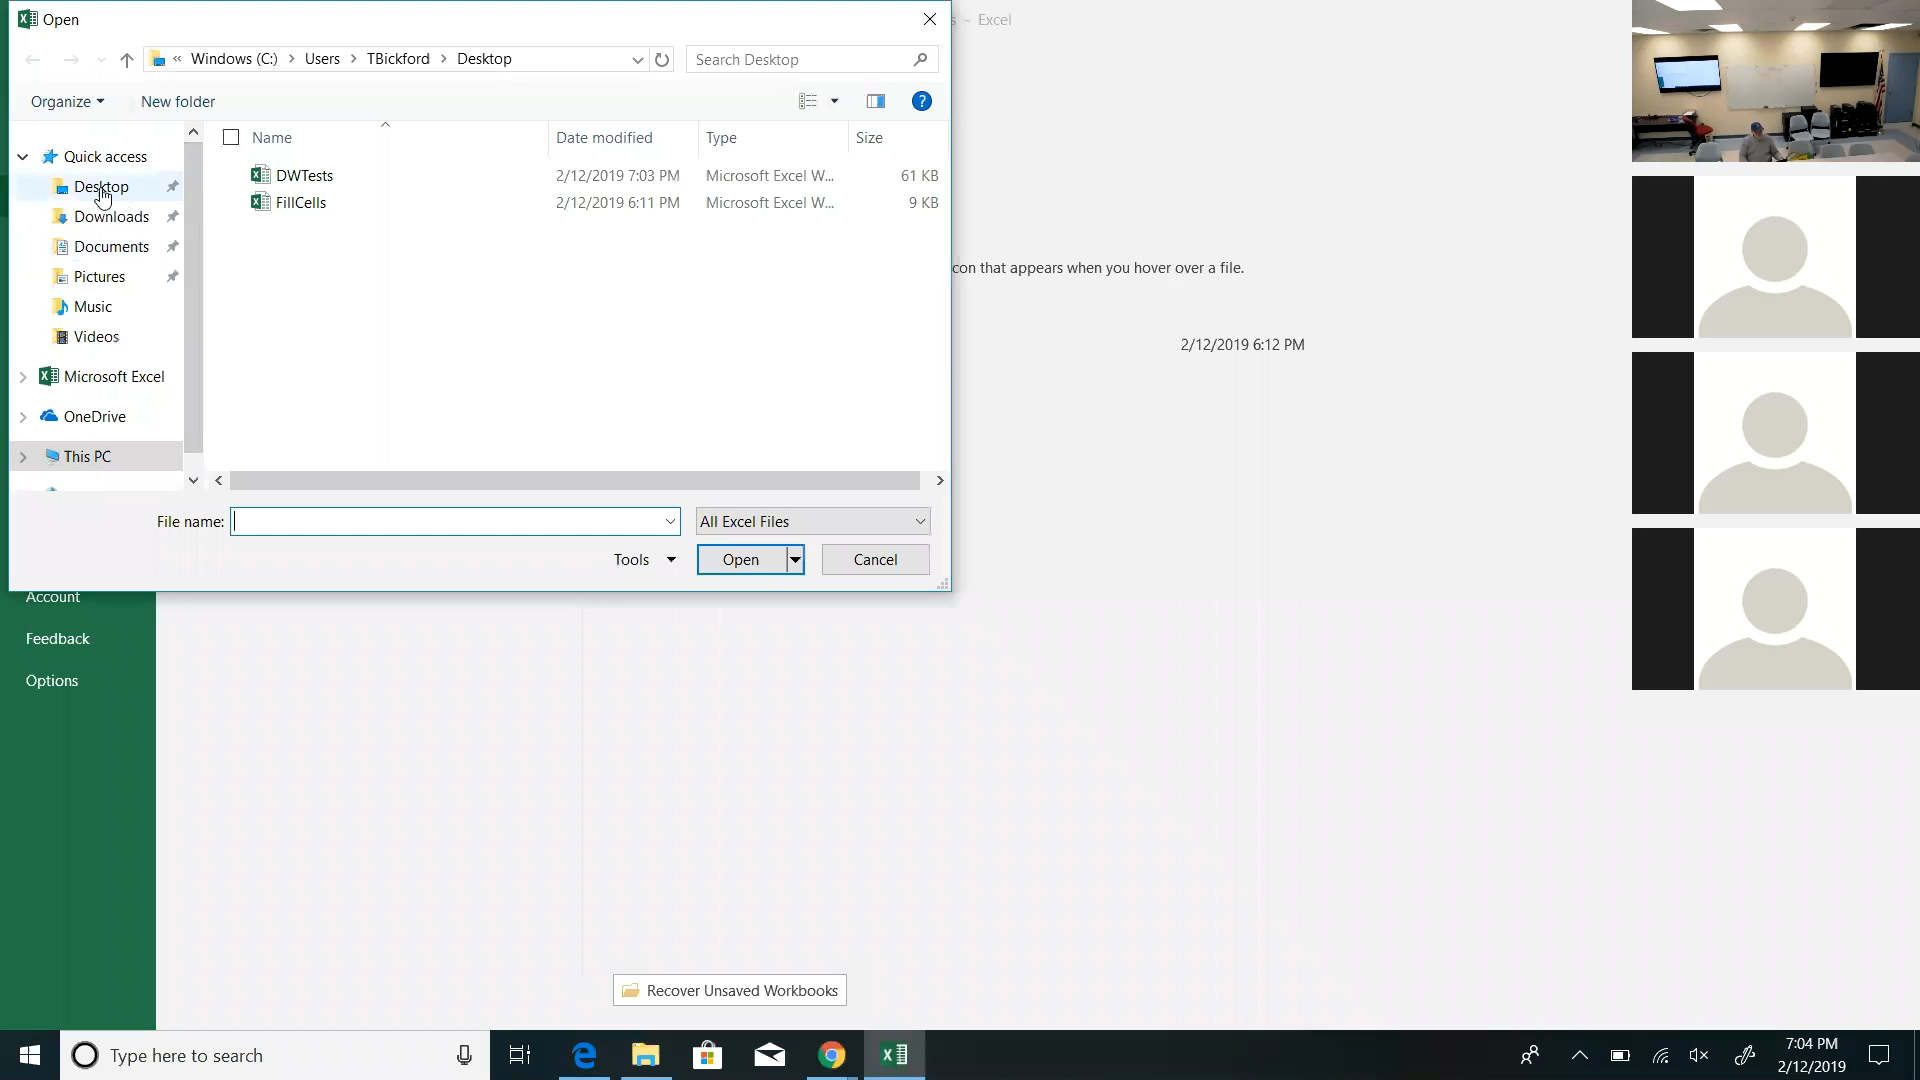 Open
s - Excel
« Windows (C:) > Users > TBickford > Desktop
Search Desktop
Organize
New folder
?
Name
Date modified
Type
Size
Quick access
Desktop
Downloads
Documents
Pictures
Music
Videos
Microsoft Excel
OneDrive
This PC
DWTests 2/12/2019 7:03 PM Microsoft Excel W... 61 KB
FillCells 2/12/2019 6:11 PM Microsoft Excel W... 9 KB
con that appears when you hover over a file.
2/12/2019 6:12 PM
File name:
All Excel Files
Tools
Open
Cancel
Account
Feedback
Options
Recover Unsaved Workbooks
Type here to search
7:04 PM
2/12/2019